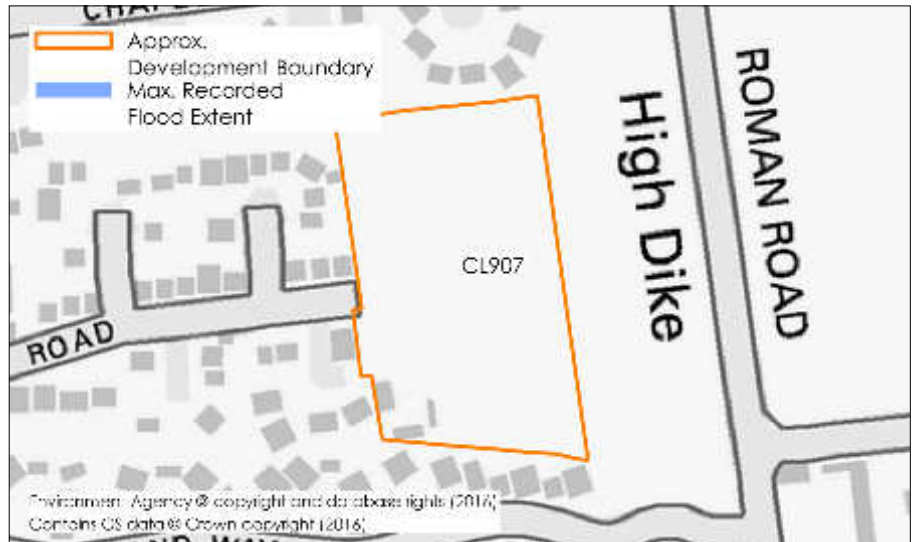 Approx.
Development Boundary
Max. Recorded
Flood Extent
High Dike
ROMAN ROAD
CL907
ROAD
Environment Agency © copyright and database rights (2016)
Contains OS data © Crown copyright (2016)